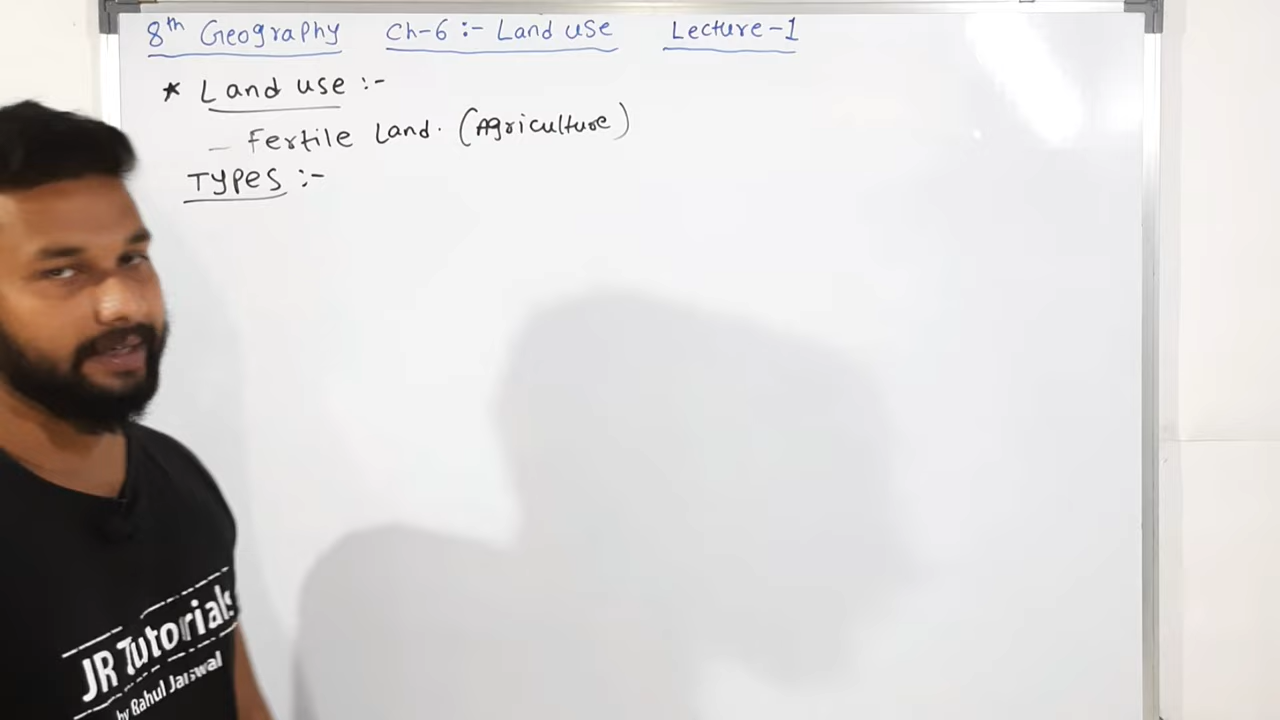 8th Geography Ch-6 :- Land use Lecture-1
* Land use :-
- Fertile Land. (Agriculture)
Types :-
JR Tutorials
by Rahul Jaiswal